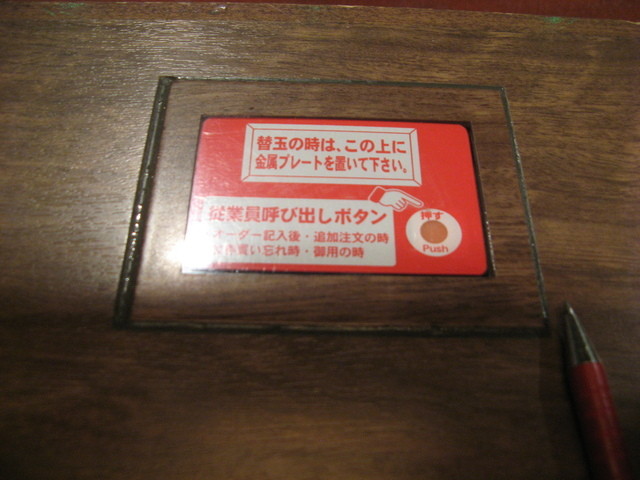 替玉の時は、この上に
金属プレートを置いて下さい。
従業員呼び出しボタン
オーダー記入後・追加注文の時
買い忘れ時・御用の時
押す
Push